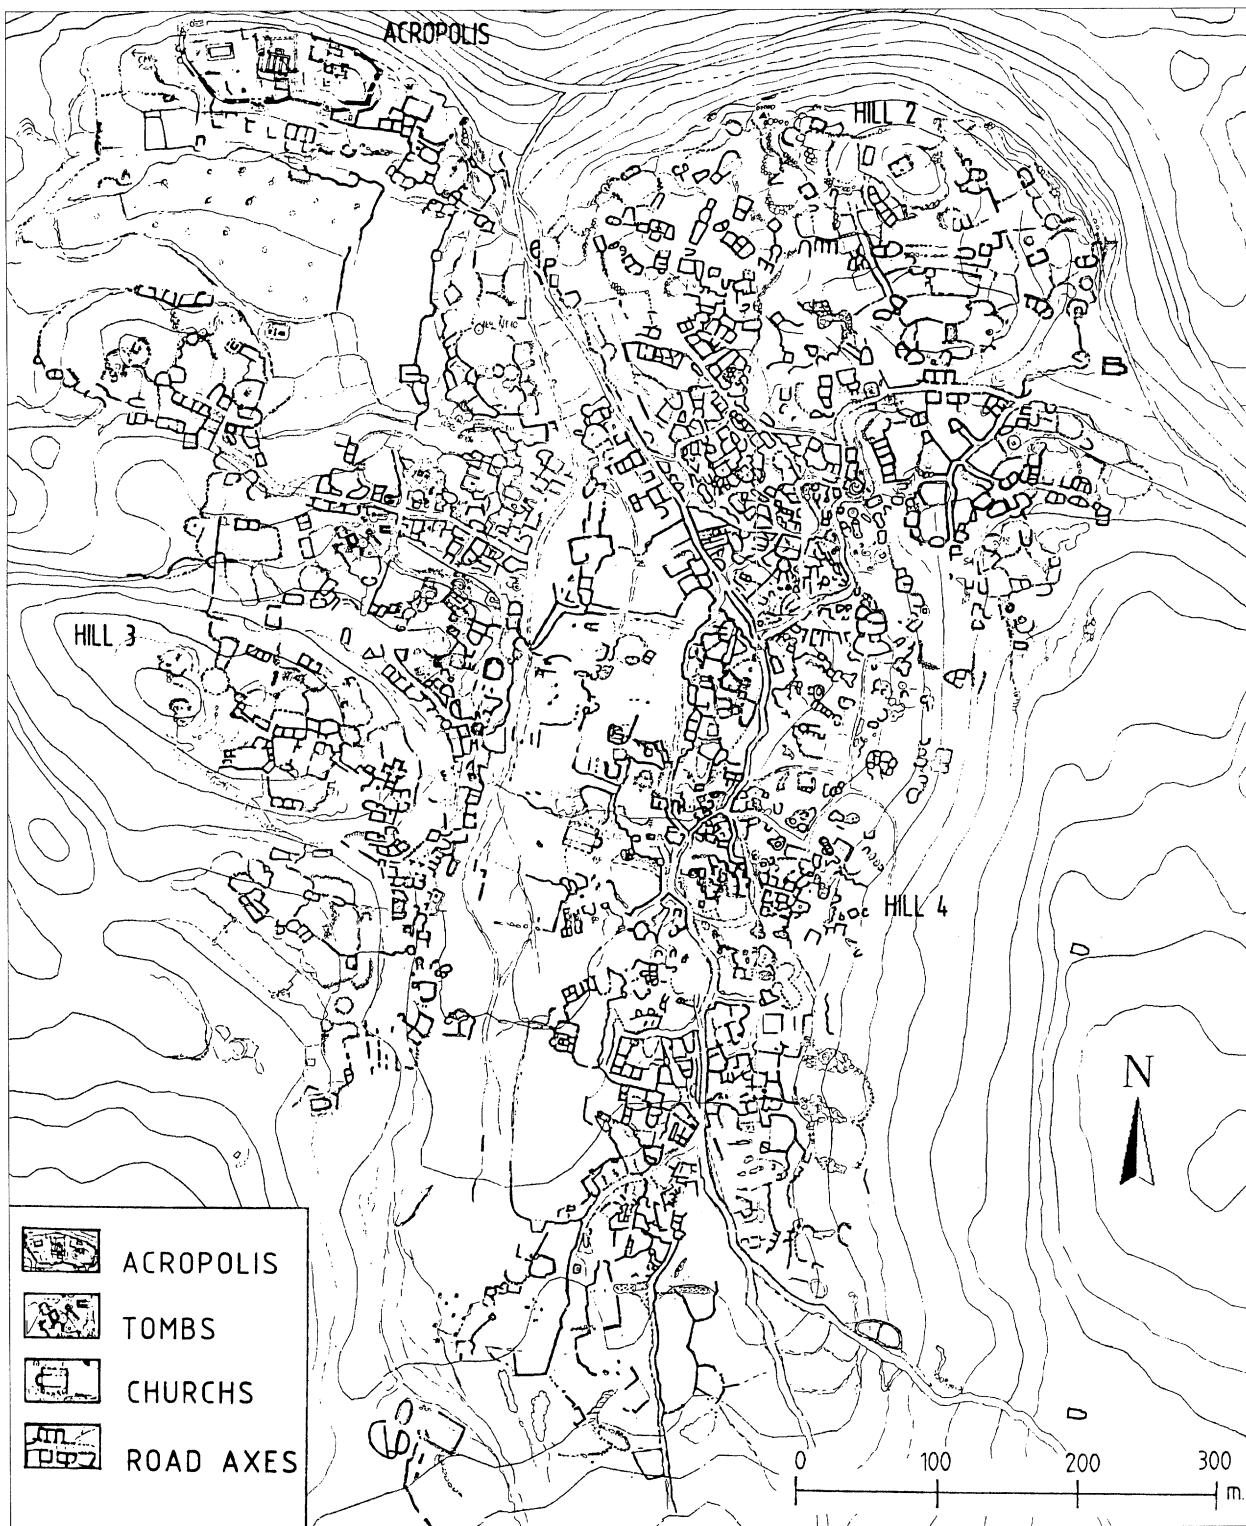 ACROPOLIS
HILL 2
HILL 3
HILL 4
N
ACROPOLIS
TOMBS
CHURCHS
ROAD AXES
0 100 200 300
m.